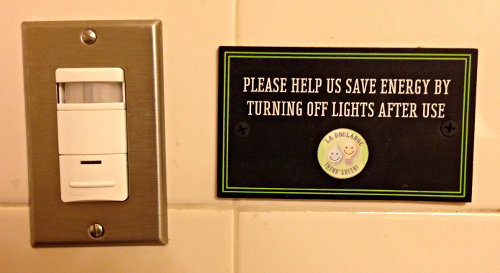 PLEASE HELP US SAVE ENERGY BY
TURNING OFF LIGHTS AFTER USE
LA BOULANGE
THINK GREEN!